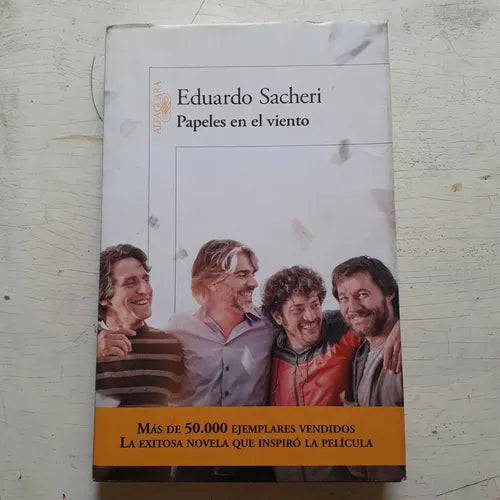 ALFAGUARA
Eduardo Sacheri
Papeles en el viento
MÁS DE 50.000 EJEMPLARES VENDIDOS
LA EXITOSA NOVELA QUE INSPIRÓ LA PELÍCULA